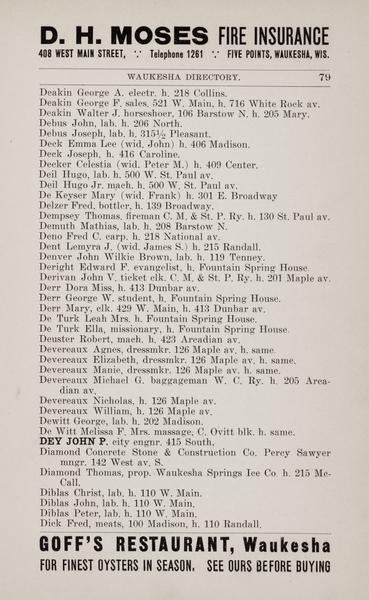 D. H. MOSES FIRE INSURANCE
408 WEST MAIN STREET, ∵ Telephone 1261 ∵ FIVE POINTS, WAUKESHA, WIS.
WAUKESHA DIRECTORY. 79
Deakin George A. electr. h. 218 Collins.
Deakin George F. sales, 521 W. Main, h. 716 White Rock av.
Deakin Walter J. horseshoer, 106 Barstow N. h. 205 Mary.
Debus John, lab. h. 206 North.
Debus Joseph, lab. h. 315½ Pleasant.
Deck Emma Lee (wid, John) h. 406 Madison.
Deck Joseph, h. 416 Caroline.
Decker Celestia (wid. Peter M.) h. 409 Center.
Deil Hugo, lab. h. 500 W. St. Paul av.
Deil Hugo Jr. mach. h. 500 W. St. Paul av.
De Keyser Mary (wid. Frank) h. 301 E. Broadway
Delzer Fred, bottler, h. 139 Broadway.
Dempsey Thomas, fireman C. M, & St. P. Ry. h. 130 St. Paul av.
Demuth Mathias, lab. h. 208 Barstow N.
Deno Fred C. carp. h. 218 National av.
Dent Lemyra J. (wid. James S.) h. 215 Randall.
Denver John Wilkie Brown, lab. h. 119 Tenney.
Deright Edward F. evangelist, h. Fountain Spring House.
Derivan John V. ticket clk. C. M. & St. P. Ry. h. 201 Maple av.
Derr Dora Miss, h. 413 Dunbar av.
Derr George W. student, h, Fountain Spring House.
Derr Mary, clk. 429 W. Main, h. 413 Dunbar av.
De Turk Leah Mrs. h. Fountain Spring House.
De Turk Ella, missionary, h. Fountain Spring House.
Deuster Robert, mach. h. 423 Arcadian av.
Devereaux Agnes, dressmkr. 126 Maple av. h. same.
Devereaux Elizabeth, dressmkr. 126 Maple av. h. same.
Devereaux Manie, dressmkr. 126 Maple av. h. same.
Devereaux Michael G. baggageman W. C. Ry. h. 205 Arca-
dian av.
Devereaux Nicholas, h. 126 Maple av.
Devereaux William, h. 126 Maple av.
Dewitt George, lab. h. 202 Madison.
De Witt Melissa F. Mrs. massage, C. Ovitt blk. h. same.
DEY JOHN P. city engnr. 415 South.
Diamond Concrete Stone & Construction Co. Percy Sawyer
mngr. 142 West av. S.
Diamond Thomas, prop. Waukesha Springs Ice Co. h. 215 Mc-
Call.
Diblas Christ, lab. h. 110 W. Main.
Diblas John, lab. h. 110 W. Main.
Diblas Peter, lab. h. 110 W. Main.
Dick Fred, meats, 100 Madison, h. 110 Randall.
GOFF'S RESTAURANT, Waukesha
FOR FINEST OYSTERS IN SEASON. SEE OURS BEFORE BUYING